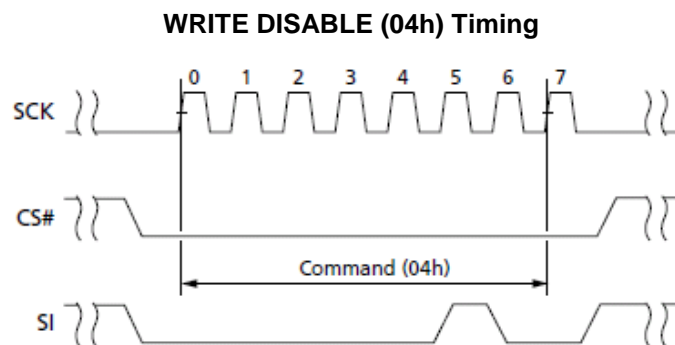 WRITE DISABLE (04h) Timing
0 1 2 3 4 5 6 7
SCK
CS#
Command (04h)
SI